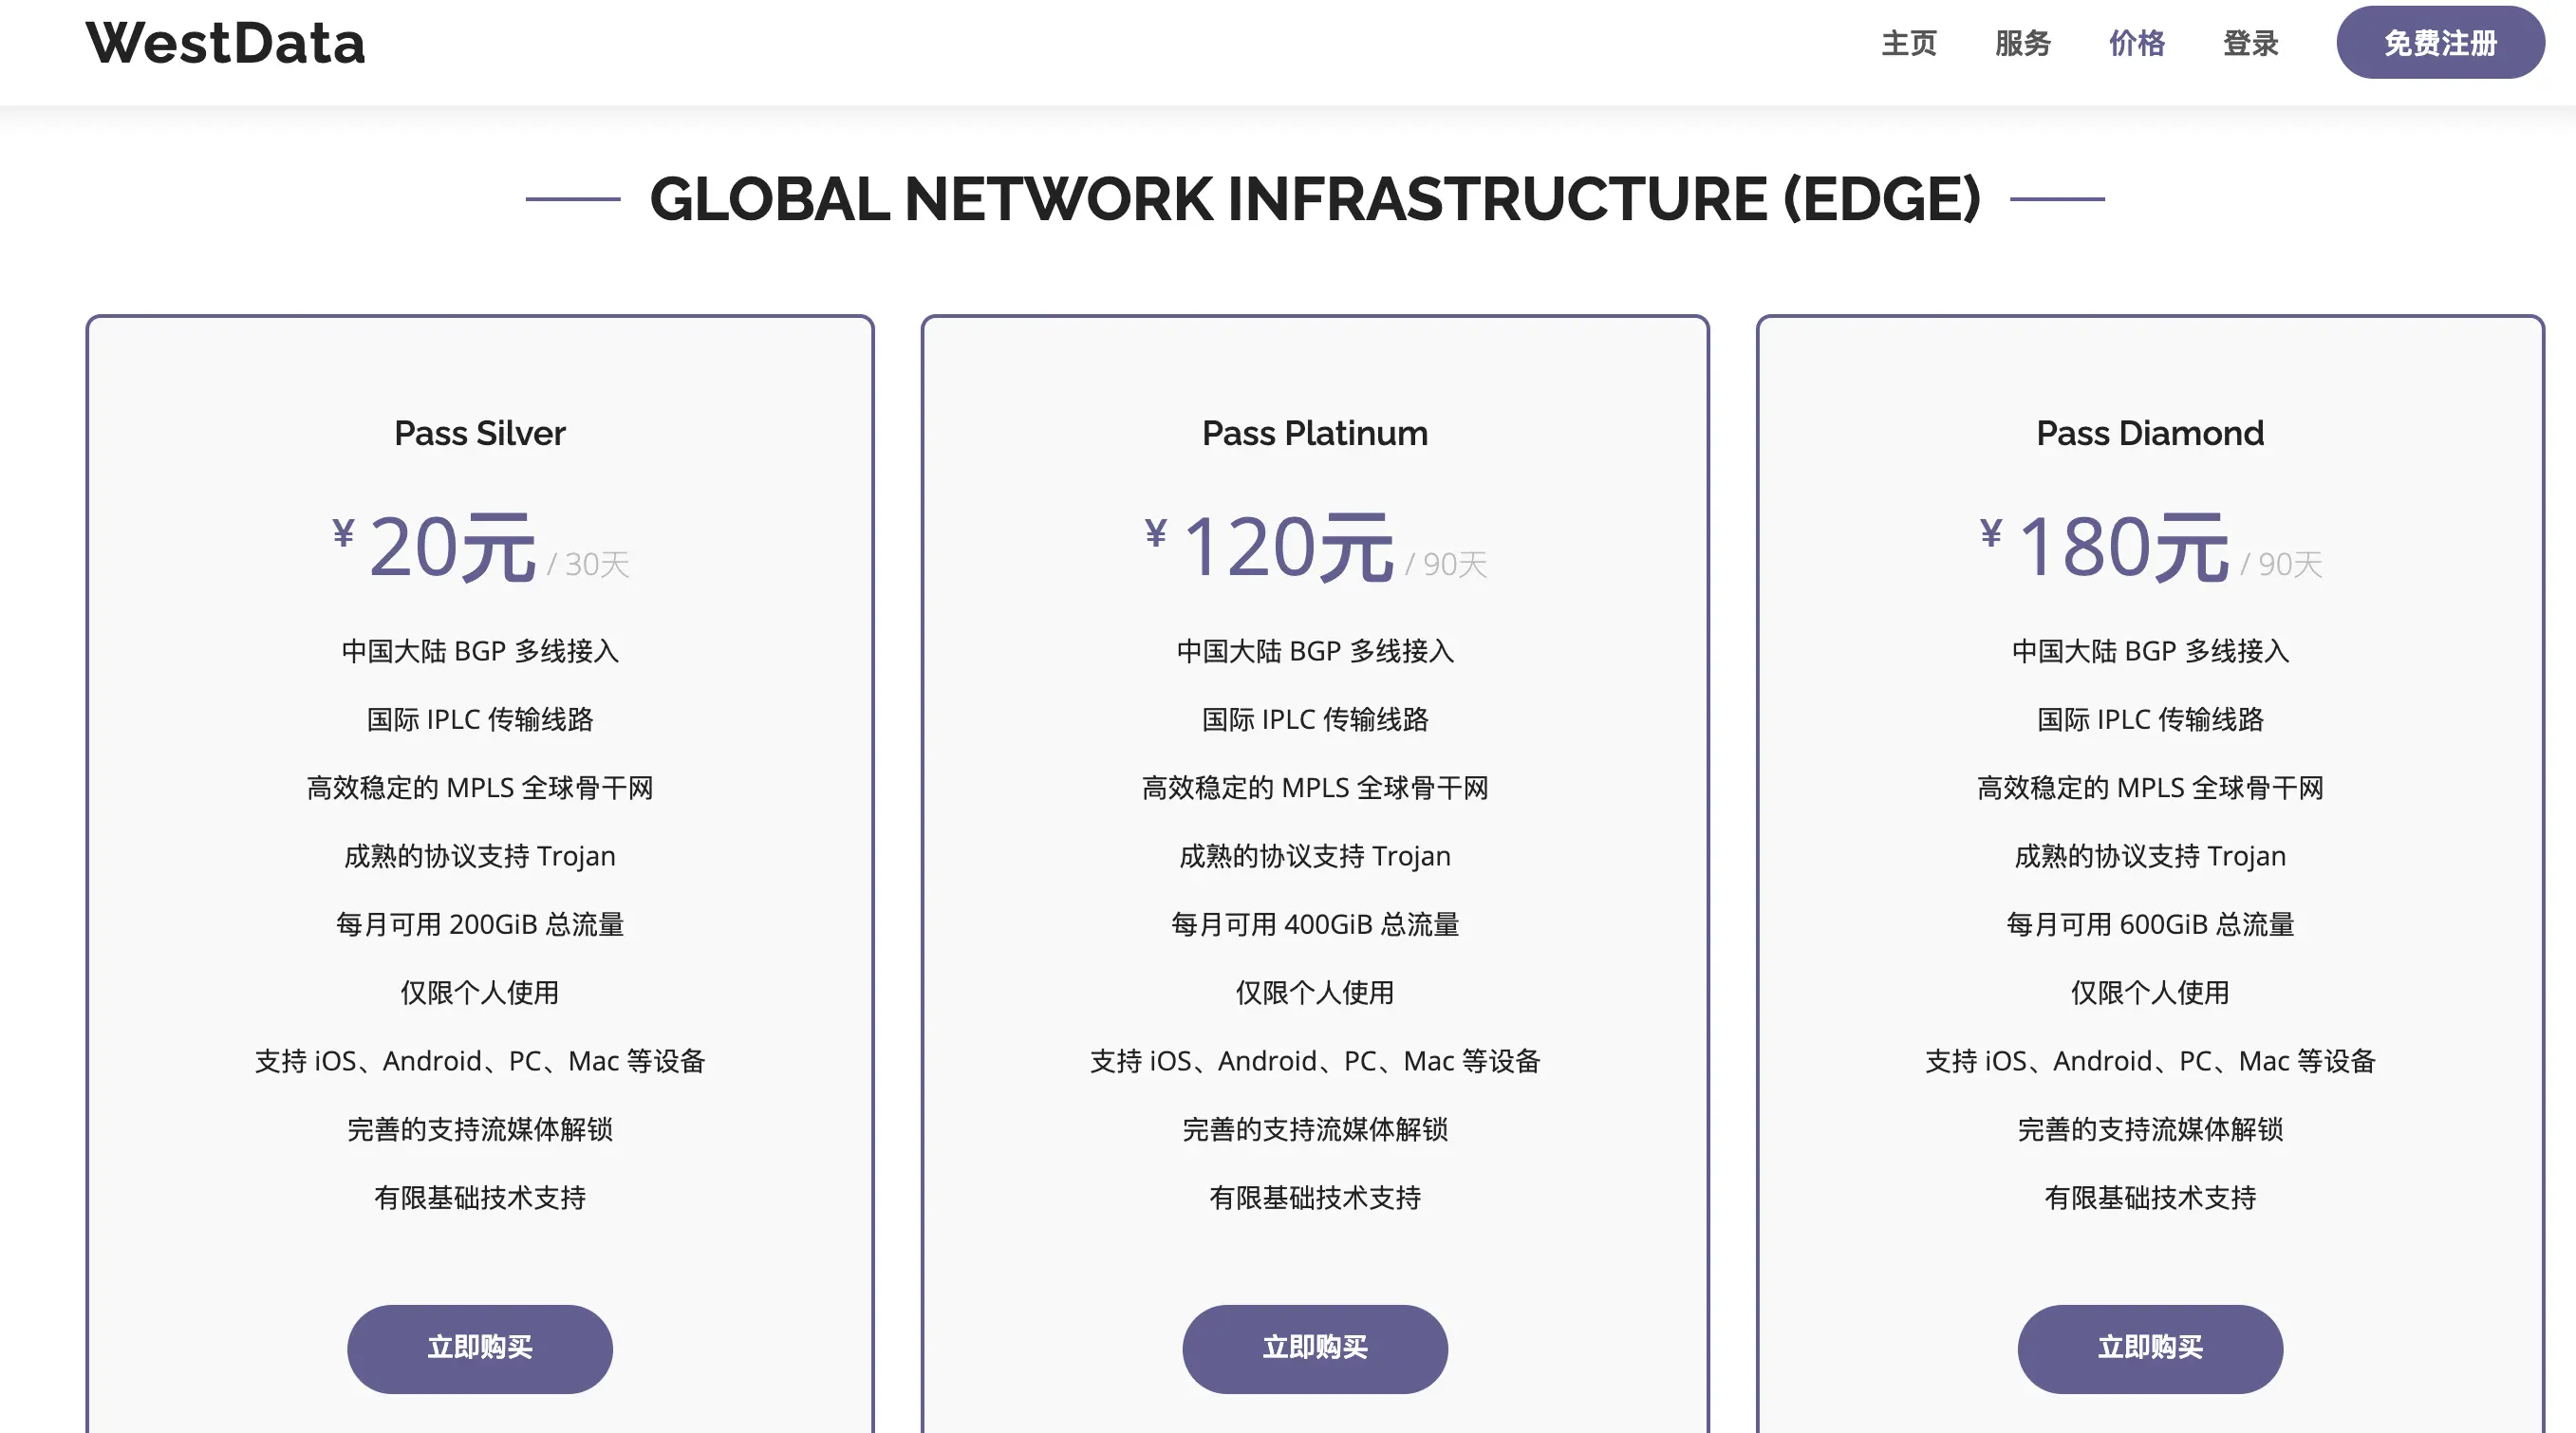 WestData
主页 服务 价格 登录 免费注册
GLOBAL NETWORK INFRASTRUCTURE (EDGE)
Pass Silver
¥ 20元 / 30天
中国大陆 BGP 多线接入
国际 IPLC 传输线路
高效稳定的 MPLS 全球骨干网
成熟的协议支持 Trojan
每月可用 200GiB 总流量
仅限个人使用
支持 iOS、Android、PC、Mac 等设备
完善的支持流媒体解锁
有限基础技术支持
立即购买
Pass Platinum
¥ 120元 / 90天
中国大陆 BGP 多线接入
国际 IPLC 传输线路
高效稳定的 MPLS 全球骨干网
成熟的协议支持 Trojan
每月可用 400GiB 总流量
仅限个人使用
支持 iOS、Android、PC、Mac 等设备
完善的支持流媒体解锁
有限基础技术支持
立即购买
Pass Diamond
¥ 180元 / 90天
中国大陆 BGP 多线接入
国际 IPLC 传输线路
高效稳定的 MPLS 全球骨干网
成熟的协议支持 Trojan
每月可用 600GiB 总流量
仅限个人使用
支持 iOS、Android、PC、Mac 等设备
完善的支持流媒体解锁
有限基础技术支持
立即购买